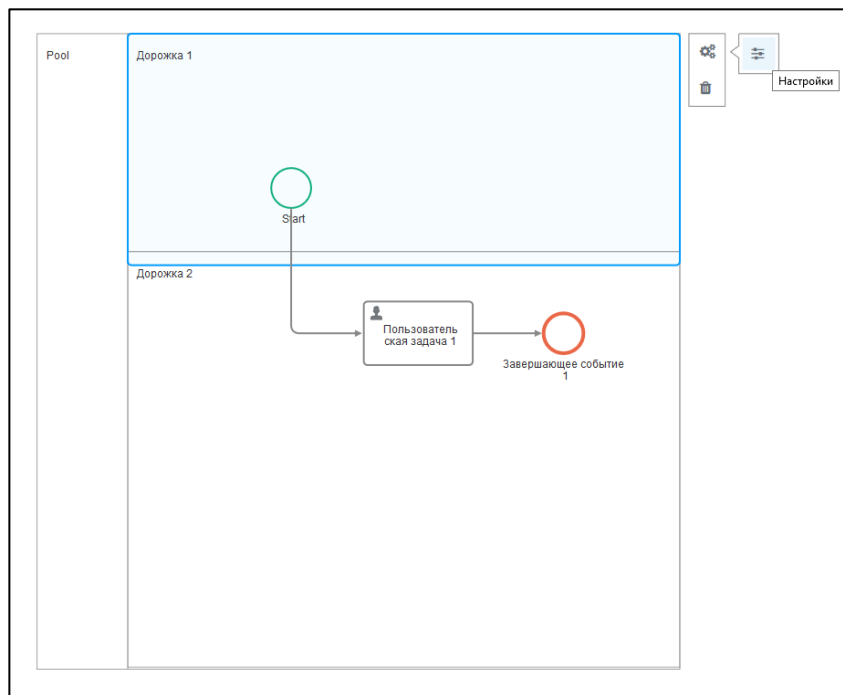 Pool
Дорожка 1
Настройки
Start
Дорожка 2
Пользователь
ская задача 1
Завершающее событие
1